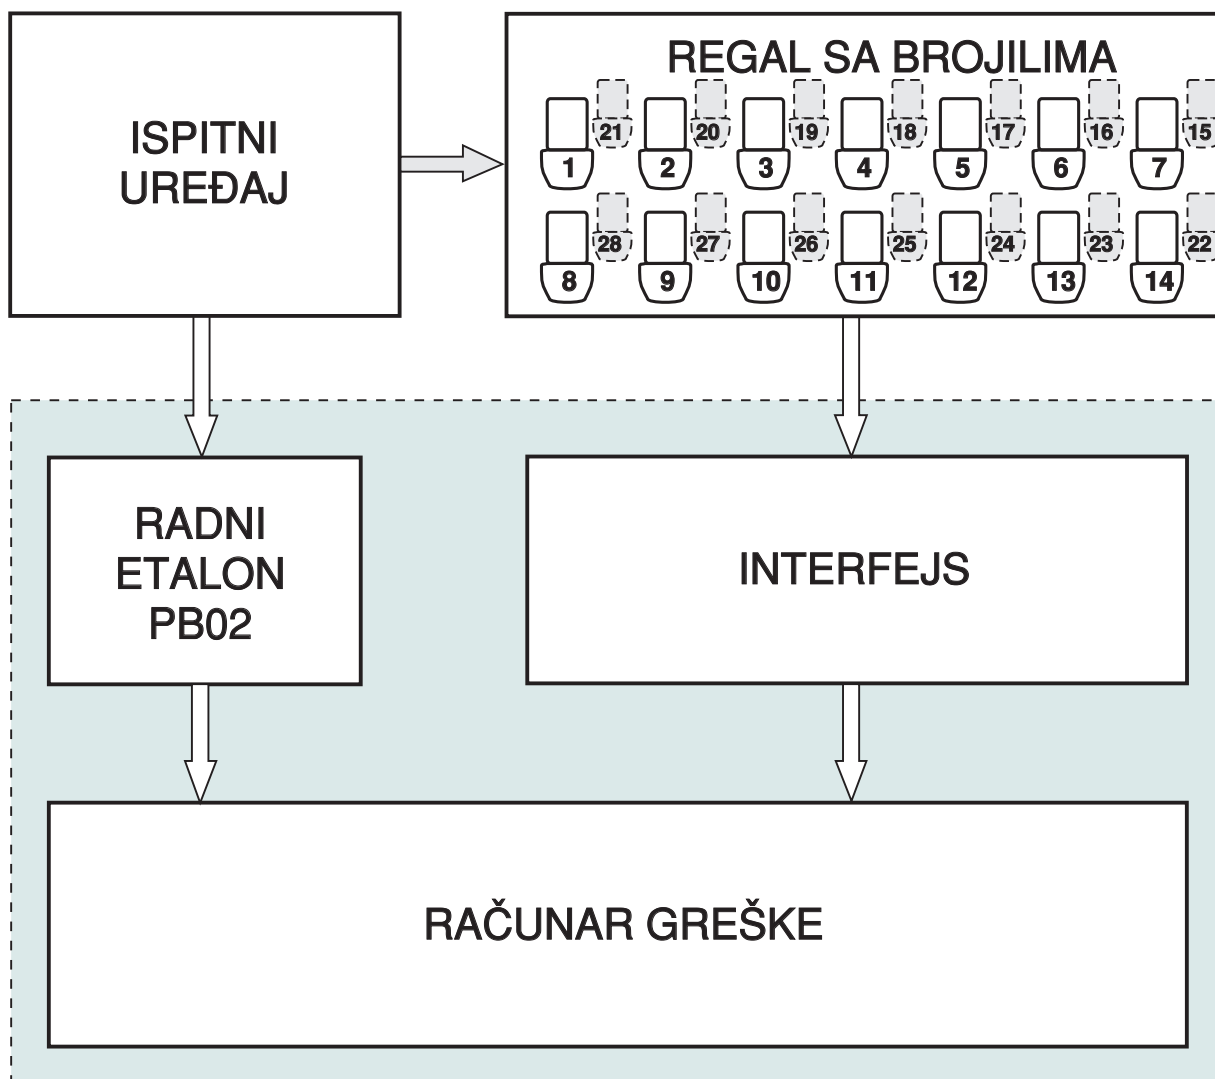 ISPITNI
UREĐAJ
REGAL SA BROJILIMA
21 20 19 18 17 16 15
1 2 3 4 5 6 7
28 27 26 25 24 23 22
8 9 10 11 12 13 14
RADNI
ETALON
PB02
INTERFEJS
RAČUNAR GREŠKE